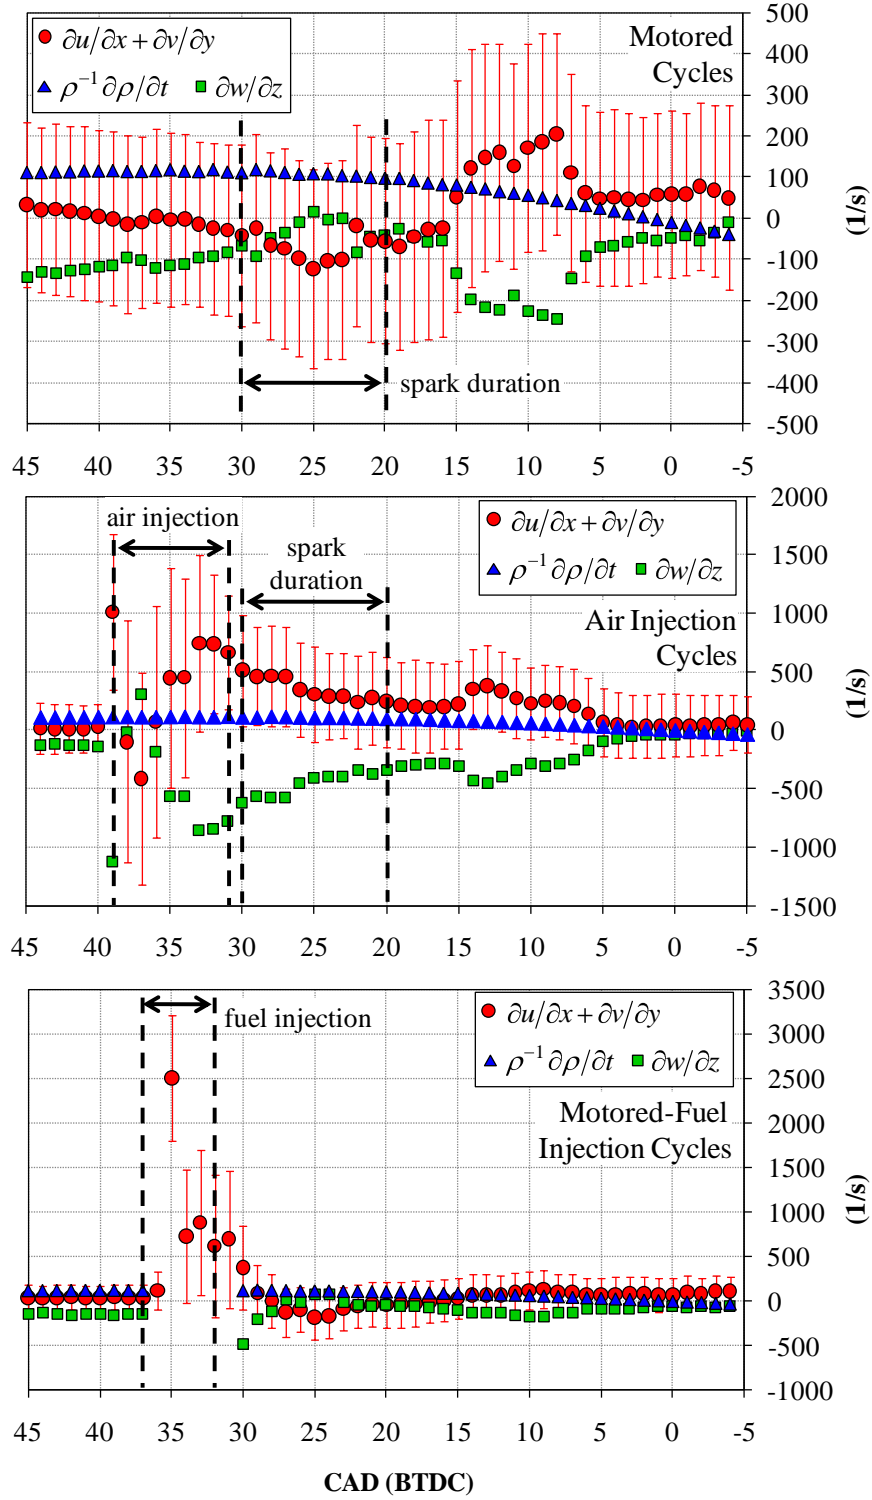 ∂u/∂x + ∂v/∂y
ρ⁻¹ ∂ρ/∂t ∂w/∂z
Motored
Cycles
spark duration
500
400
300
200
100
0
-100
-200
-300
-400
-500
(1/s)
45 40 35 30 25 20 15 10 5 0 -5
air injection
spark
duration
∂u/∂x + ∂v/∂y
ρ⁻¹ ∂ρ/∂t ∂w/∂z
Air Injection
Cycles
2000
1500
1000
500
0
-500
-1000
-1500
(1/s)
45 40 35 30 25 20 15 10 5 0 -5
fuel injection
∂u/∂x + ∂v/∂y
ρ⁻¹ ∂ρ/∂t ∂w/∂z
Motored-Fuel
Injection Cycles
3500
3000
2500
2000
1500
1000
500
0
-500
-1000
(1/s)
45 40 35 30 25 20 15 10 5 0 -5
CAD (BTDC)